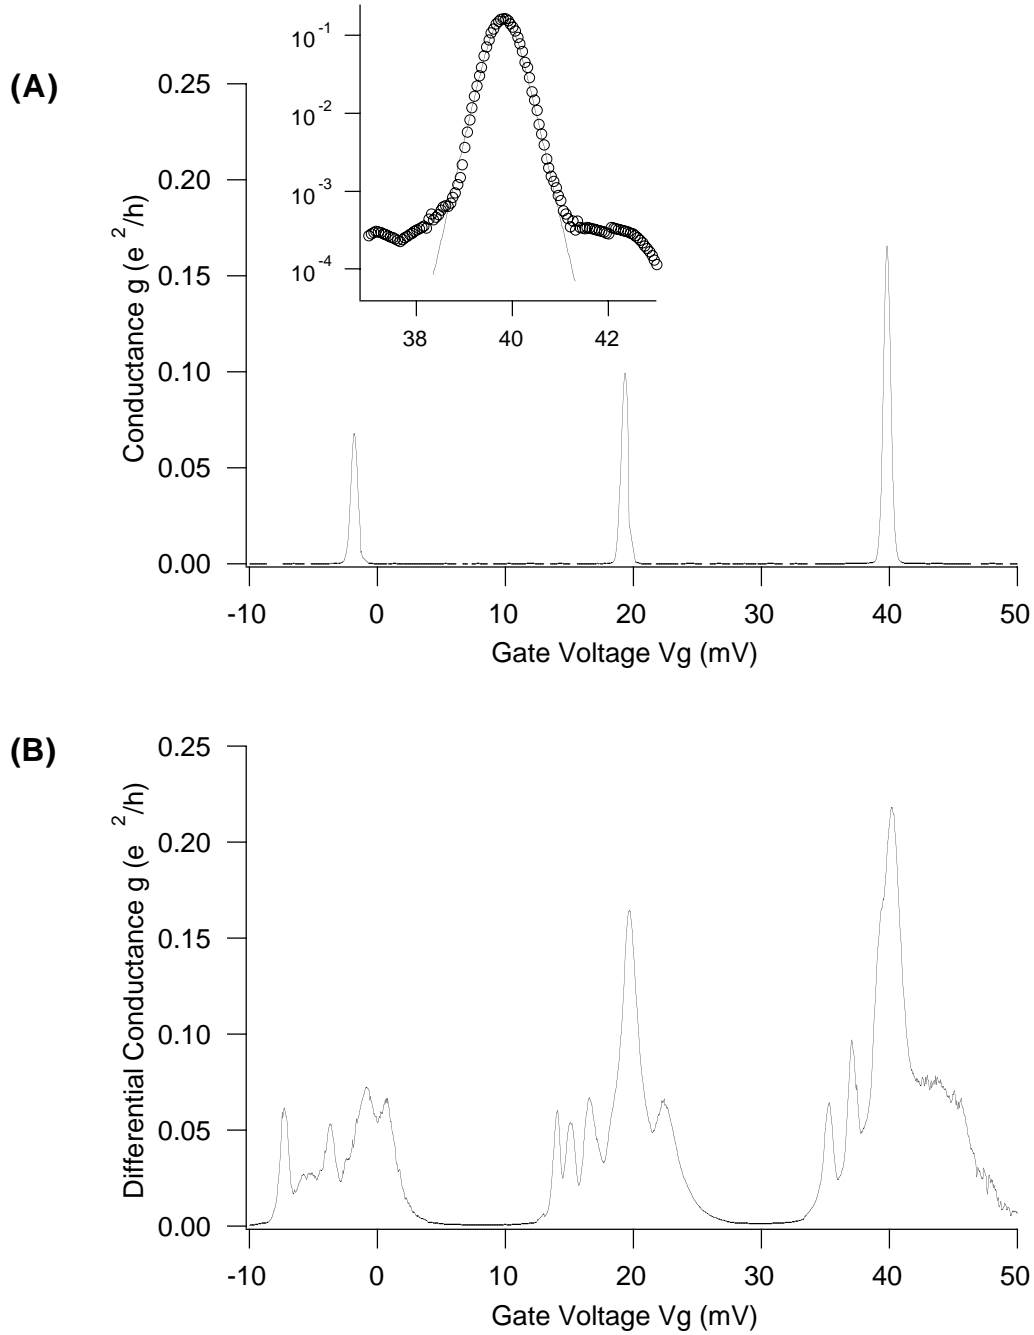 (A)
Conductance g (e²/h)
0.25
0.20
0.15
0.10
0.05
0.00
10⁻¹
10⁻²
10⁻³
10⁻⁴
38 40 42
-10 0 10 20 30 40 50
Gate Voltage Vg (mV)
(B)
Differential Conductance g (e²/h)
0.25
0.20
0.15
0.10
0.05
0.00
-10 0 10 20 30 40 50
Gate Voltage Vg (mV)